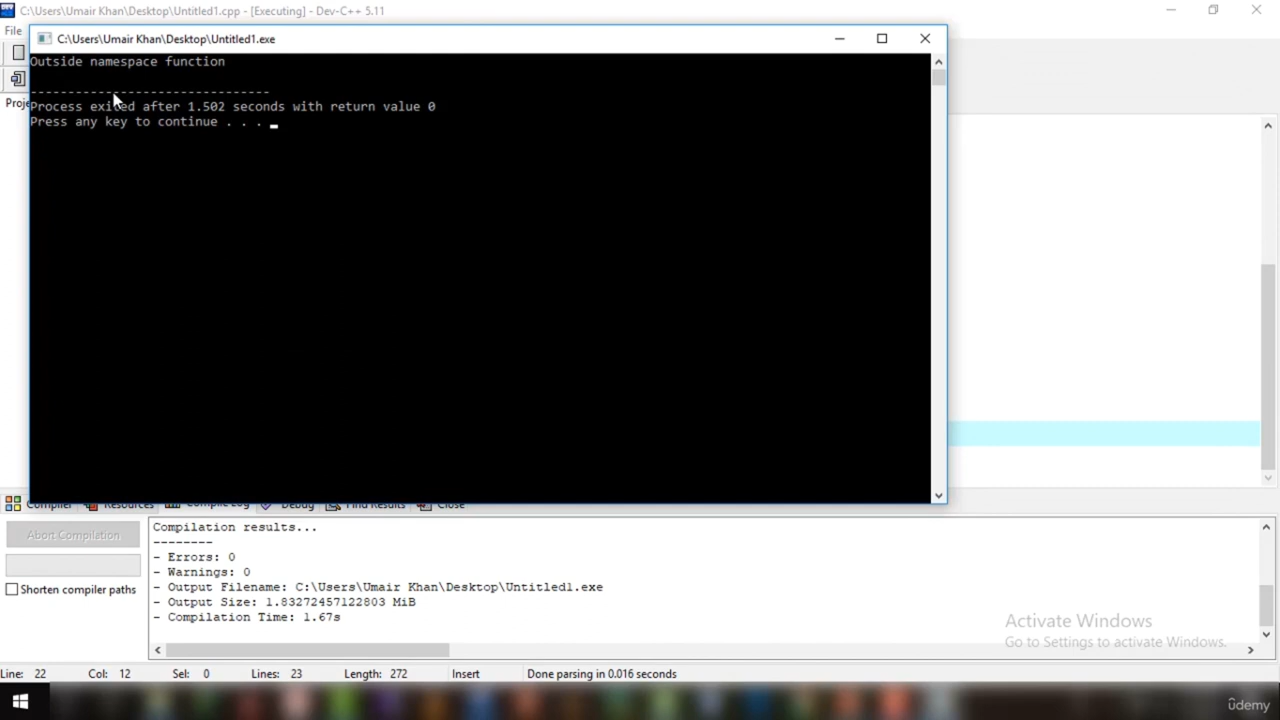 C:\Users\Umair Khan\Desktop\Untitled1.cpp - [Executing] - Dev-C++ 5.11
File
C:\Users\Umair Khan\Desktop\Untitled1.exe
Outside namespace function
--------------------------------
Process exited after 1.502 seconds with return value 0
Press any key to continue . . .
Proje
Compiler Resources Compile Log Debug Find Results Close
Abort Compilation
Shorten compiler paths
Compilation results...
--------
- Errors: 0
- Warnings: 0
- Output Filename: C:\Users\Umair Khan\Desktop\Untitled1.exe
- Output Size: 1.83272457122803 MiB
- Compilation Time: 1.67s
Activate Windows
Go to Settings to activate Windows.
Line: 22 Col: 12 Sel: 0 Lines: 23 Length: 272 Insert Done parsing in 0.016 seconds
ûdemy